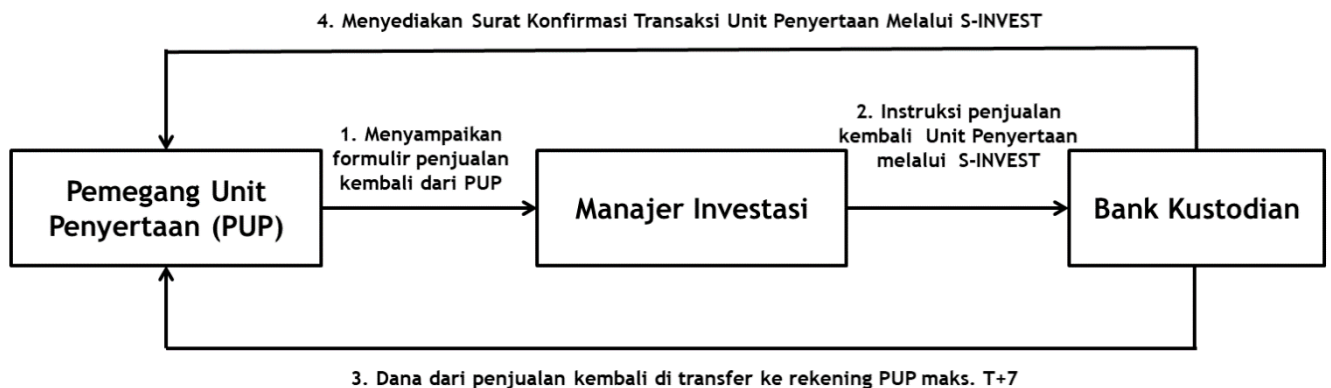 4. Menyediakan Surat Konfirmasi Transaksi Unit Penyertaan Melalui S-INVEST
Pemegang Unit
Penyertaan (PUP)
1. Menyampaikan
formulir penjualan
kembali dari PUP
Manajer Investasi
2. Instruksi penjualan
kembali Unit Penyertaan
melalui S-INVEST
Bank Kustodian
3. Dana dari penjualan kembali di transfer ke rekening PUP maks. T+7